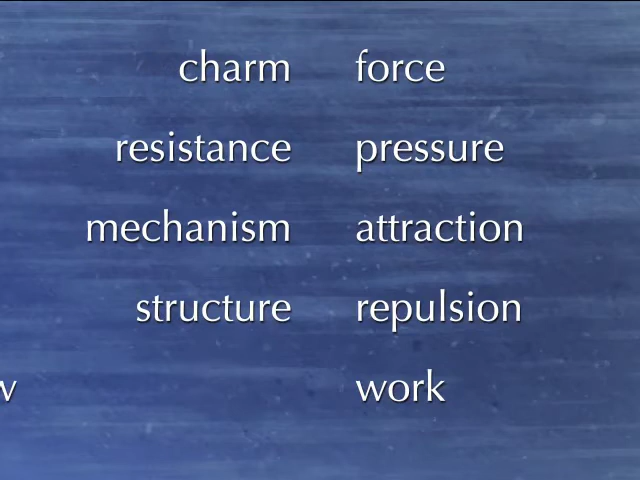 charm force
resistance pressure
mechanism attraction
structure repulsion
work